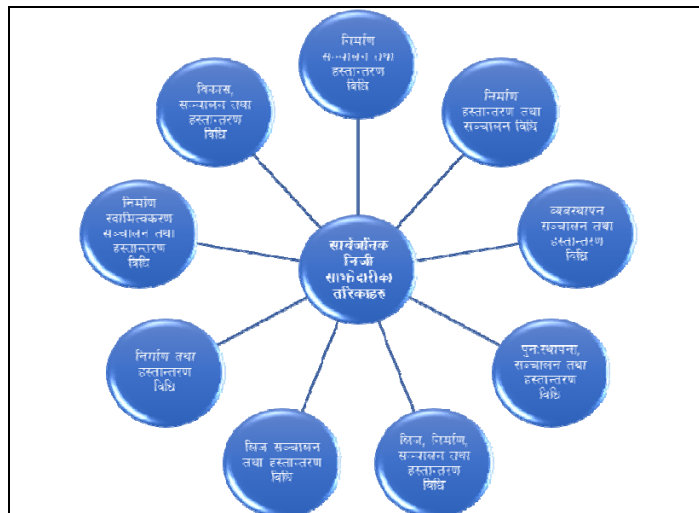 निर्माण
सञ्चालन तथा
हस्तान्तरण
विधि
निर्माण
हस्तान्तरण तथा
सञ्चालन विधि
व्यवस्थापन
सञ्चालन तथा
हस्तान्तरण
विधि
पुनःस्थापना,
सञ्चालन तथा
हस्तान्तरण
विधि
लिज, निर्माण,
सञ्चालन तथा
हस्तान्तरण
विधि
लिज सञ्चालन
तथा हस्तान्तरण
विधि
निर्माण तथा
हस्तान्तरण
विधि
निर्माण
स्वामित्वकरण
सञ्चालन तथा
हस्तान्तरण
विधि
विकास,
सञ्चालन तथा
हस्तान्तरण
विधि
सार्वजनिक
निजी
साझेदारीका
तरिकाहरु